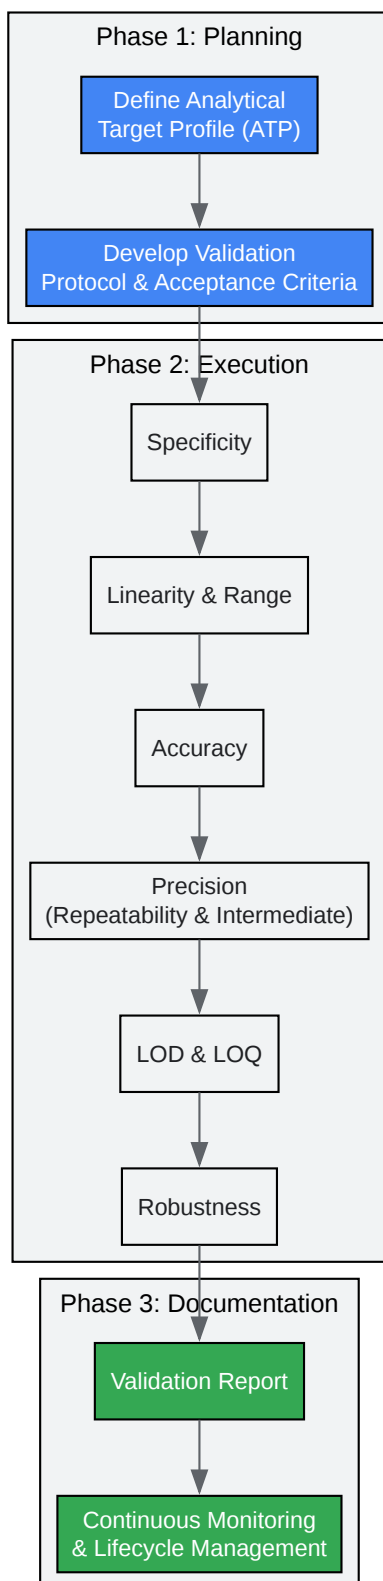 Phase 1: Planning
Define Analytical
Target Profile (ATP)
Develop Validation
Protocol & Acceptance Criteria
Phase 2: Execution
Specificity
Linearity & Range
Accuracy
Precision
(Repeatability & Intermediate)
LOD & LOQ
Robustness
Phase 3: Documentation
Validation Report
Continuous Monitoring
& Lifecycle Management